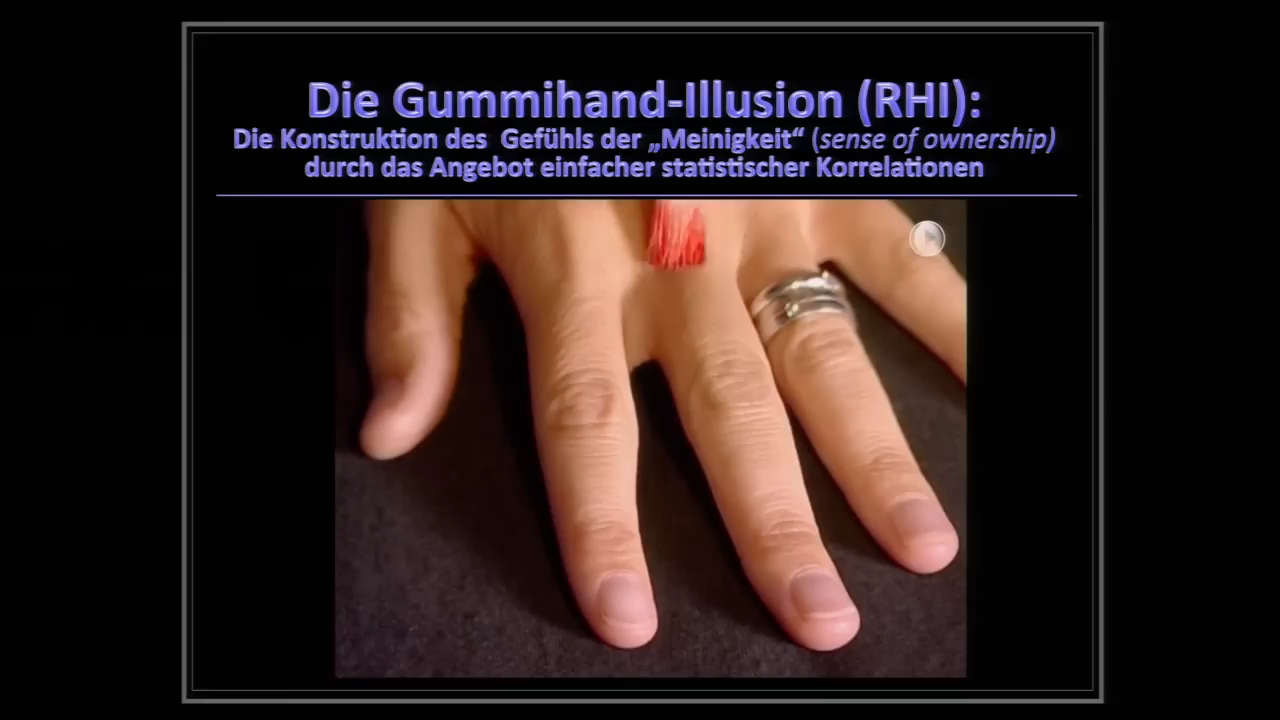 Die Gummihand-Illusion (RHI):
Die Konstruktion des Gefühls der „Meinigkeit“ (sense of ownership)
durch das Angebot einfacher statistischer Korrelationen